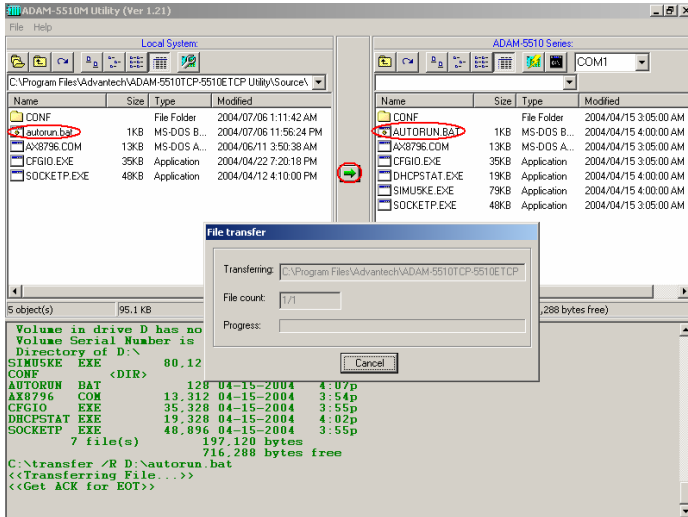 ADAM-5510M Utility (Ver 1.21)
File Help
Local System:
ADAM-5510 Series:
COM1
C:\Program Files\Advantech\ADAM-5510TCP-5510ETCP Utility\Source\
Name Size Type Modified
CONF File Folder 2004/07/06 1:11:42 AM
autorun.bat 1KB MS-DOS B... 2004/07/06 11:56:24 PM
AX8796.COM 13KB MS-DOS A... 2004/06/11 3:50:38 AM
CFGIO.EXE 35KB Application 2004/04/22 7:20:18 PM
SOCKETP.EXE 48KB Application 2004/04/12 4:10:00 PM
Name Size Type Modified
CONF File Folder 2004/04/15 3:05:00 AM
AUTORUN.BAT 1KB MS-DOS B... 2004/04/15 4:00:00 AM
AX8796.COM 13KB MS-DOS A... 2004/04/15 3:05:00 AM
CFGIO.EXE 35KB Application 2004/04/15 3:05:00 AM
DHCPSTAT.EXE 19KB Application 2004/04/15 4:00:00 AM
SIMU5KE.EXE 79KB Application 2004/04/15 4:00:00 AM
SOCKETP.EXE 48KB Application 2004/04/15 3:05:00 AM
File transfer
Transferring: C:\Program Files\Advantech\ADAM-5510TCP-5510ETCP
File count: 1/1
Progress:
Cancel
5 object(s) 95.1 KB
,288 bytes free)
Volume in drive D has no
Volume Serial Number is
Directory of D:\
SIMU5KE EXE 80,12
CONF <DIR>
AUTORUN BAT 128 04-15-2004 4:07p
AX8796 COM 13,312 04-15-2004 3:54p
CFGIO EXE 35,328 04-15-2004 3:55p
DHCPSTAT EXE 19,328 04-15-2004 4:02p
SOCKETP EXE 48,896 04-15-2004 3:55p
7 file(s) 197,120 bytes
716,288 bytes free
C:\transfer /R D:\autorun.bat
<<Transferring File...>>
<<Get ACK for EOT>>